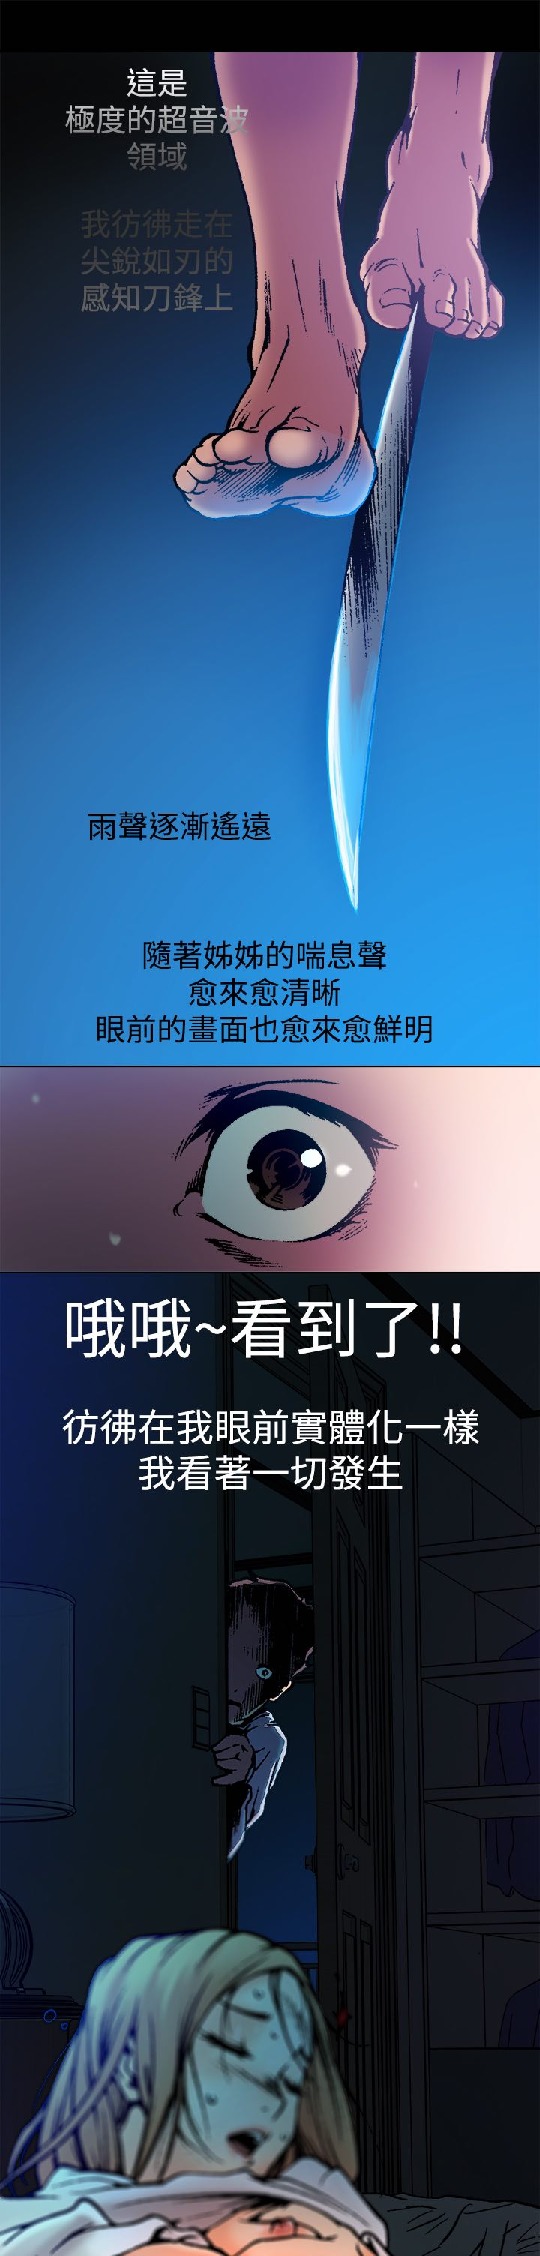 這是
極度的超音波
領域
我彷彿走在
尖銳如刃的
感知刀鋒上
雨聲逐漸遙遠
隨著姊姊的喘息聲
愈來愈清晰
眼前的畫面也愈來愈鮮明
哦哦~看到了!!
彷彿在我眼前實體化一樣
我看著一切發生